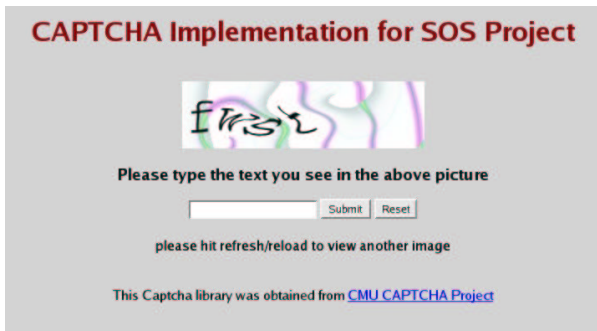 CAPTCHA Implementation for SOS Project
Please type the text you see in the above picture
Submit Reset
please hit refresh/reload to view another image
This Captcha library was obtained from CMU CAPTCHA Project